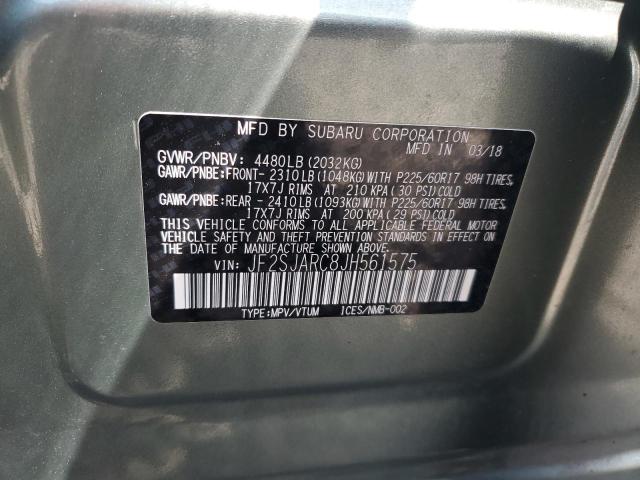 MFD BY SUBARU CORPORATION
MFD IN 03/18
GVWR/PNBV: 4480LB (2032KG)
GAWR/PNBE:FRONT- 2310 LB (1048KG) WITH P225/60R17 98H TIRES,
17X7J RIMS AT 210 KPA (30 PSI) COLD
GAWR/PNBE:REAR - 2410 LB (1093KG) WITH P225/60R17 98H TIRES,
17X7J RIMS AT 200 KPA (29 PSI) COLD
THIS VEHICLE CONFORMS TO ALL APPLICABLE FEDERAL MOTOR
VEHICLE SAFETY AND THEFT PREVENTION STANDARDS IN EFFECT ON
THE DATE OF MANUFACTURE SHOWN ABOVE.
VIN: JF2SJARC8JH561575
TYPE:MPV/VTUM ICES/NMB-002